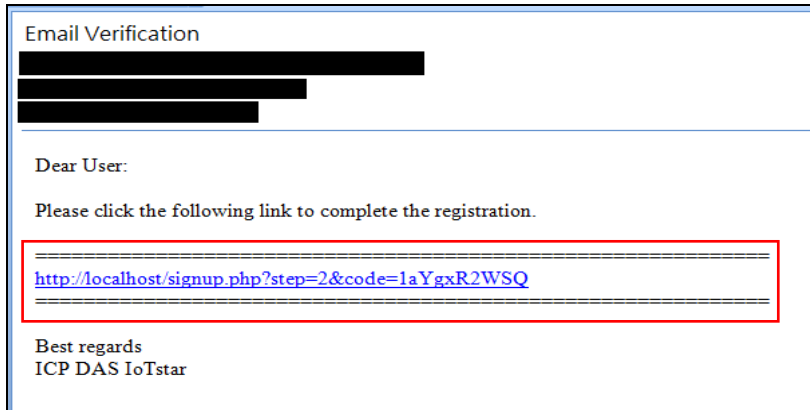 Email Verification
Dear User:
Please click the following link to complete the registration.
==============================================================
http://localhost/signup.php?step=2&code=1aYgxR2WSQ
==============================================================
Best regards
ICP DAS IoTstar